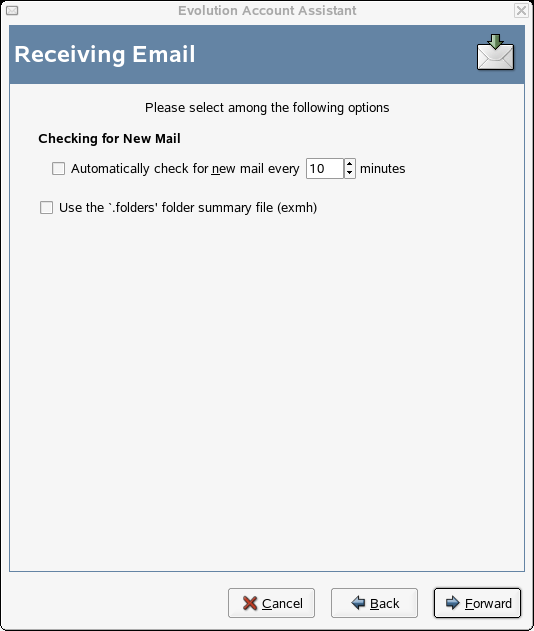 Evolution Account Assistant
Receiving Email
Please select among the following options
Checking for New Mail
Automatically check for new mail every 10 minutes
Use the `.folders' folder summary file (exmh)
Cancel Back Forward